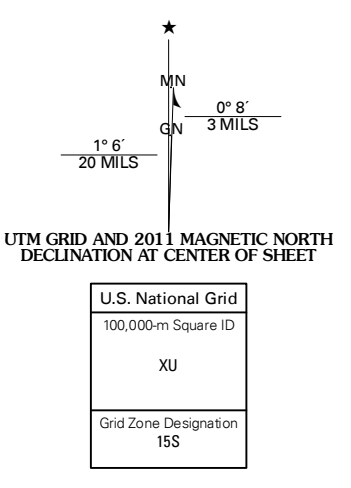 ★
MN
0° 8´
3 MILS
GN
1° 6´
20 MILS
UTM GRID AND 2011 MAGNETIC NORTH
DECLINATION AT CENTER OF SHEET
U.S. National Grid
100,000-m Square ID
XU
Grid Zone Designation
15S